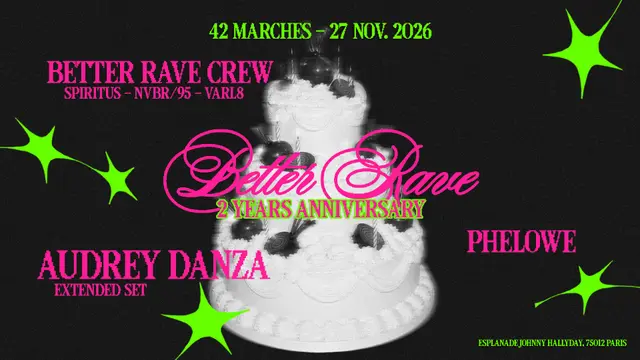 42 MARCHES – 27 NOV. 2026
BETTER RAVE CREW
SPIRITUS – NVBR/95 – VARL8
Better Rave
2 YEARS ANNIVERSARY
PHELOWE
AUDREY DANZA
EXTENDED SET
ESPLANADE JOHNNY HALLYDAY, 75012 PARIS